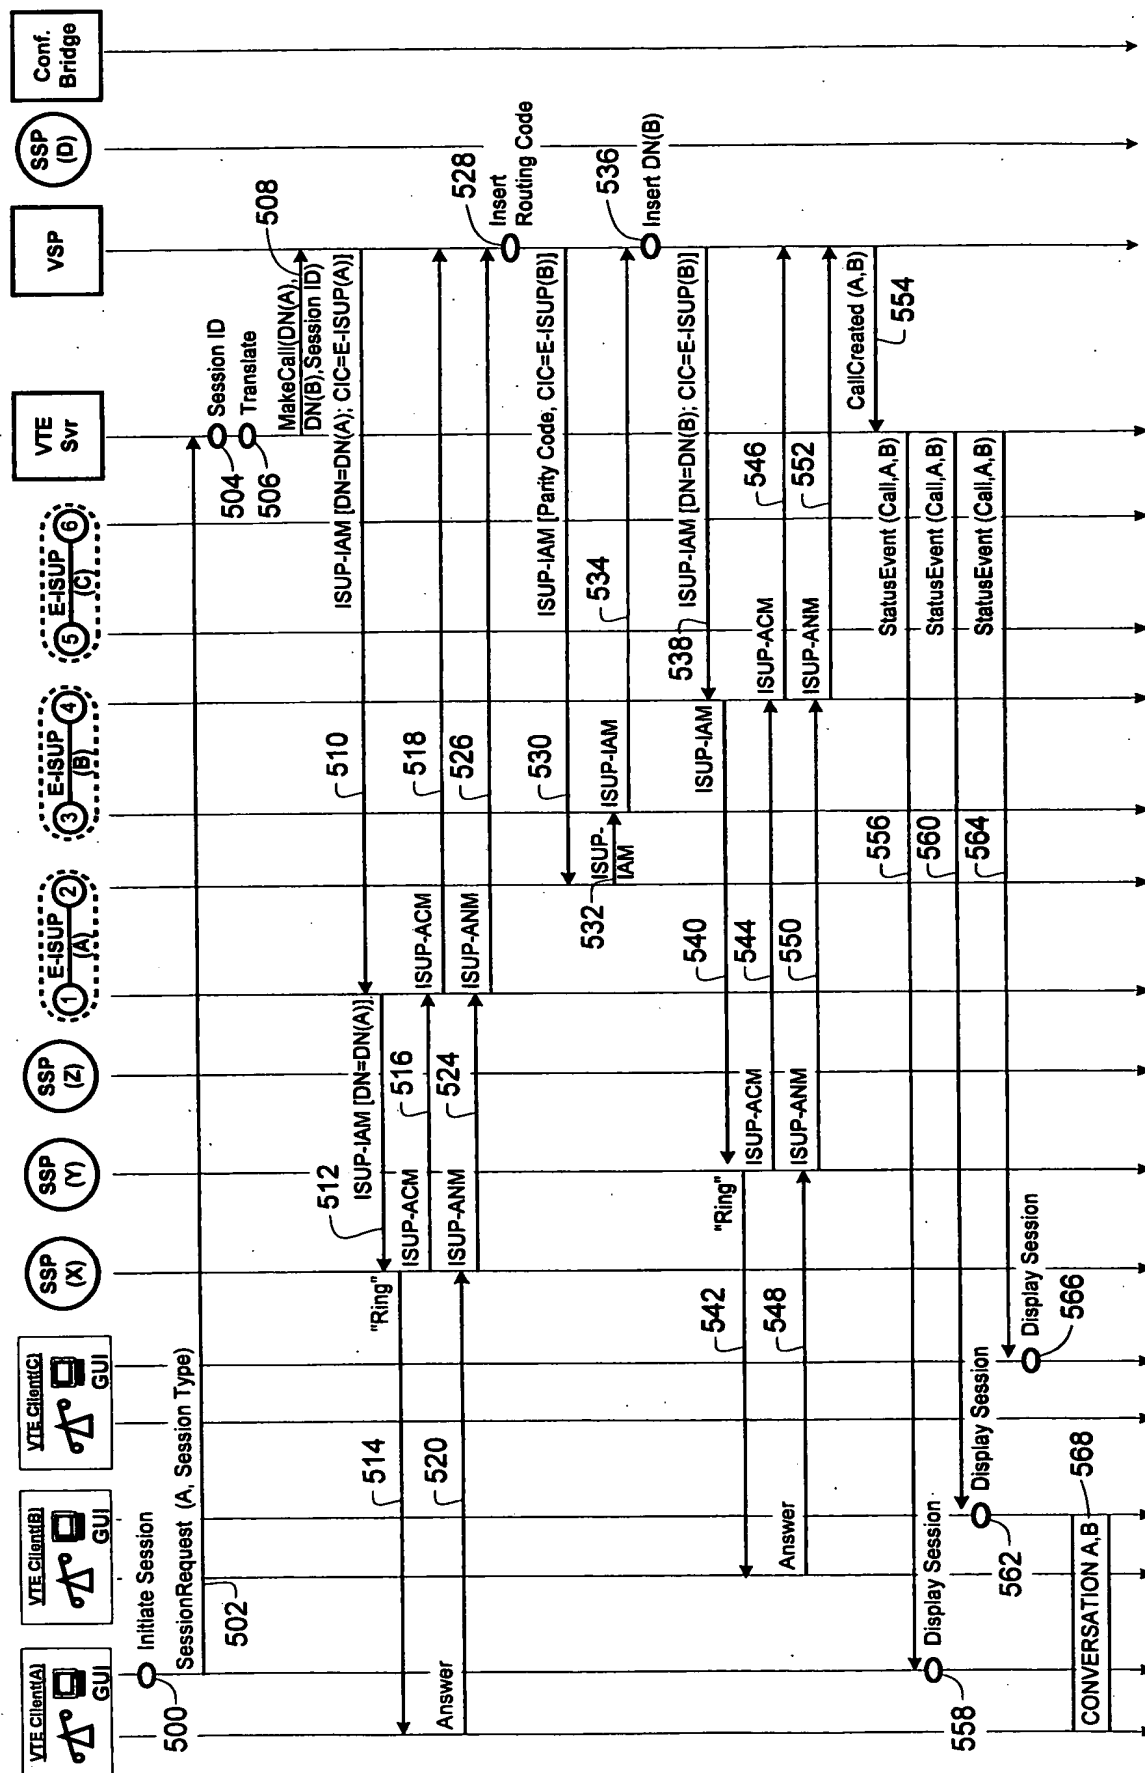 VTE Client(A)
GUI
VTE Client(B)
GUI
VTE Client(C)
GUI
SSP
(X)
SSP
(Y)
SSP
(Z)
1
E-ISUP
(A)
2
3
E-ISUP
(B)
4
5
E-ISUP
(C)
6
VTE
Svr
VSP
SSP
(D)
Conf.
Bridge
Initiate Session
500
SessionRequest (A, Session Type)
502
Session ID
504
Translate
506
MakeCall(DN(A),
DN(B),Session ID)
508
ISUP-IAM [DN=DN(A); CIC=E-ISUP(A)]
510
ISUP-IAM [DN=DN(A)]
512
"Ring"
514
ISUP-ACM
516
ISUP-ACM
518
Answer
520
ISUP-ANM
524
ISUP-ANM
526
Insert
Routing Code
528
ISUP-IAM [Parity Code, CIC=E-ISUP(B)]
530
ISUP-
IAM
532
ISUP-IAM
534
Insert DN(B)
536
ISUP-IAM [DN=DN(B); CIC=E-ISUP(B)]
538
ISUP-IAM
540
"Ring"
542
ISUP-ACM
544
ISUP-ACM
546
Answer
548
ISUP-ANM
550
ISUP-ANM
552
CallCreated (A,B)
554
StatusEvent (Call,A,B)
556
Display Session
558
StatusEvent (Call,A,B)
560
Display Session
562
StatusEvent (Call,A,B)
564
Display Session
566
CONVERSATION A,B
568